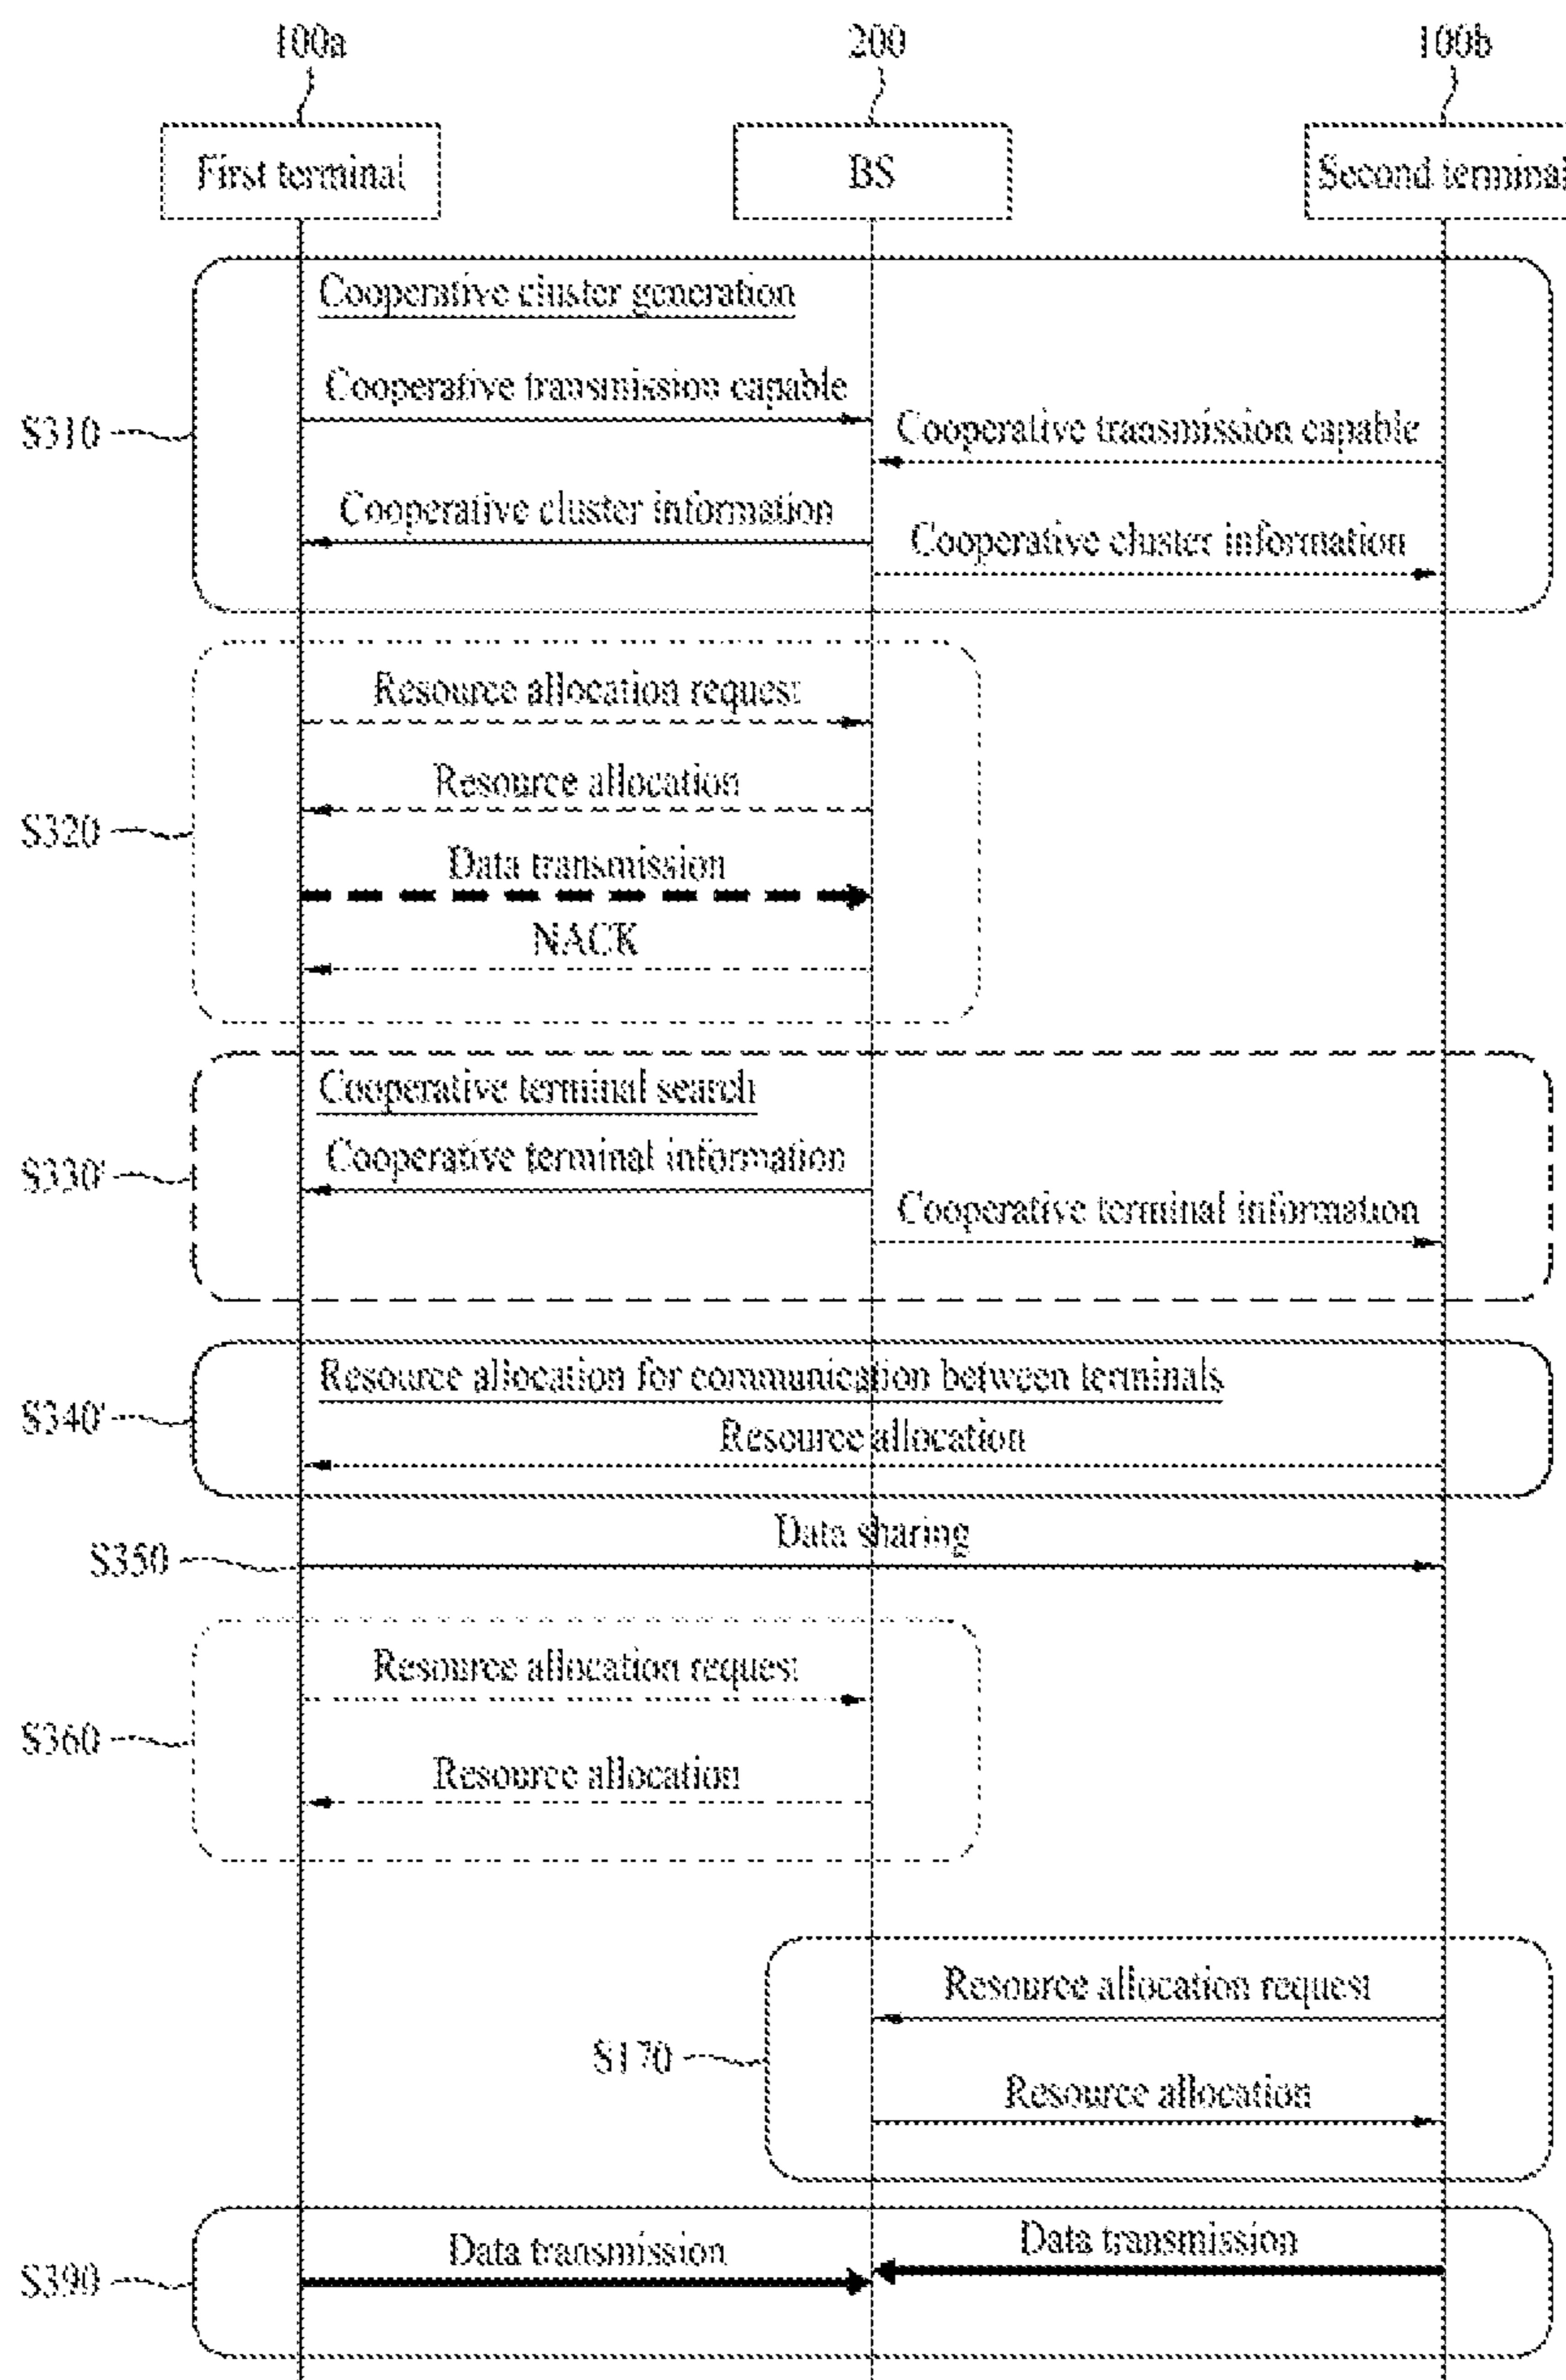 100a
200
100b
First terminal
BS
Second terminal
Cooperative cluster generation
Cooperative transmission capable
Cooperative transmission capable
S310
Cooperative cluster information
Cooperative cluster information
Resource allocation request
Resource allocation
S320
Data transmission
NACK
Cooperative terminal search
Cooperative terminal information
S330'
Cooperative terminal information
Resource allocation for communication between terminals
S340'
Resource allocation
Data sharing
S350
Resource allocation request
S360
Resource allocation
Resource allocation request
S170
Resource allocation
Data transmission
Data transmission
S390